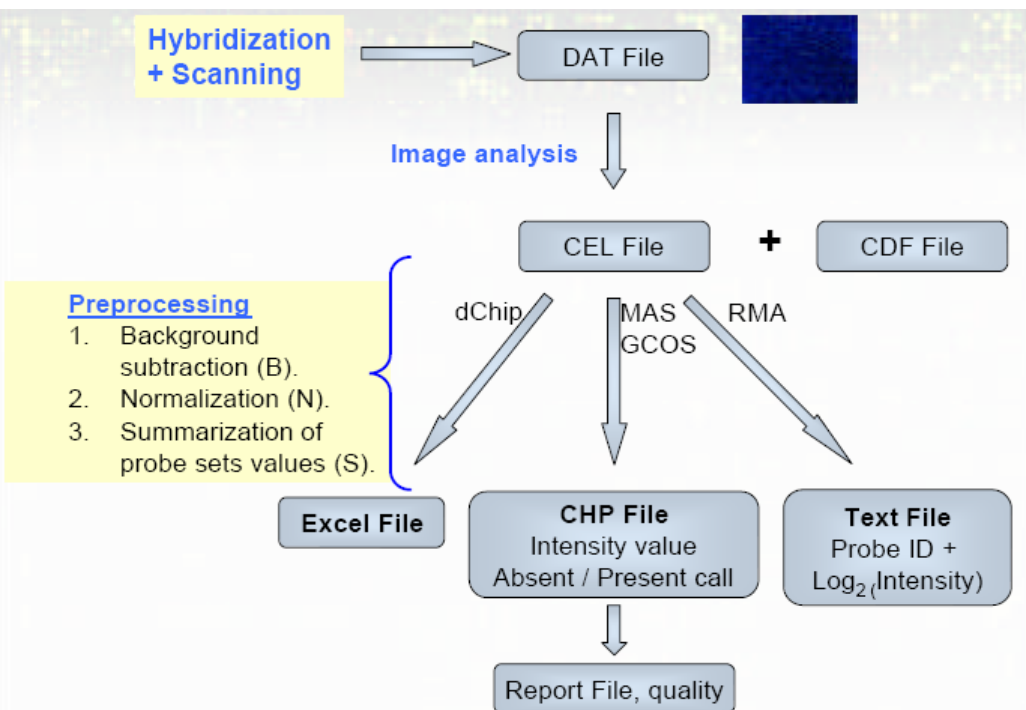 Hybridization
+ Scanning
DAT File
Image analysis
CEL File
+
CDF File
Preprocessing
1. Background
subtraction (B).
2. Normalization (N).
3. Summarization of
probe sets values (S).
dChip
MAS
GCOS
RMA
Excel File
CHP File
Intensity value
Absent / Present call
Text File
Probe ID +
Log₂ (Intensity)
Report File, quality